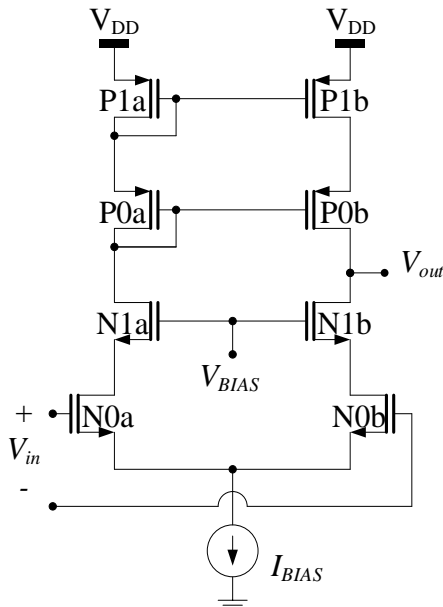 V_DD V_DD
P1a P1b
P0a P0b
V_out
N1a N1b
V_BIAS
+ N0a N0b
V_in
-
I_BIAS